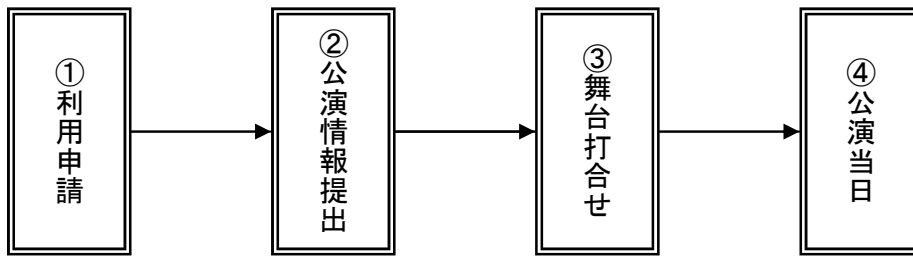 ①利用申請
②公演情報提出
③舞台打合せ
④公演当日